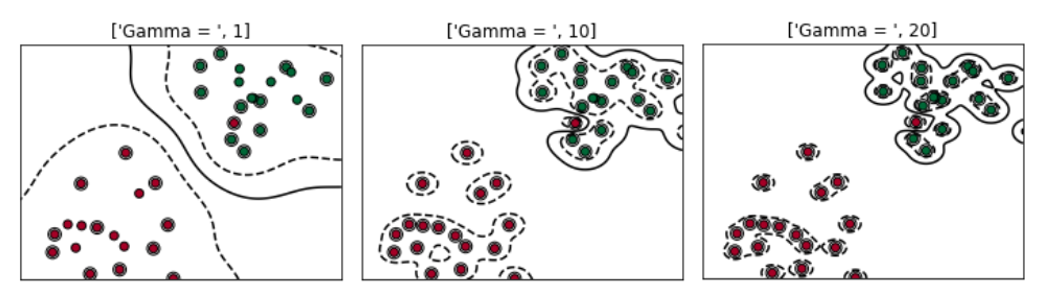 ['Gamma = ', 1]
['Gamma = ', 10]
['Gamma = ', 20]